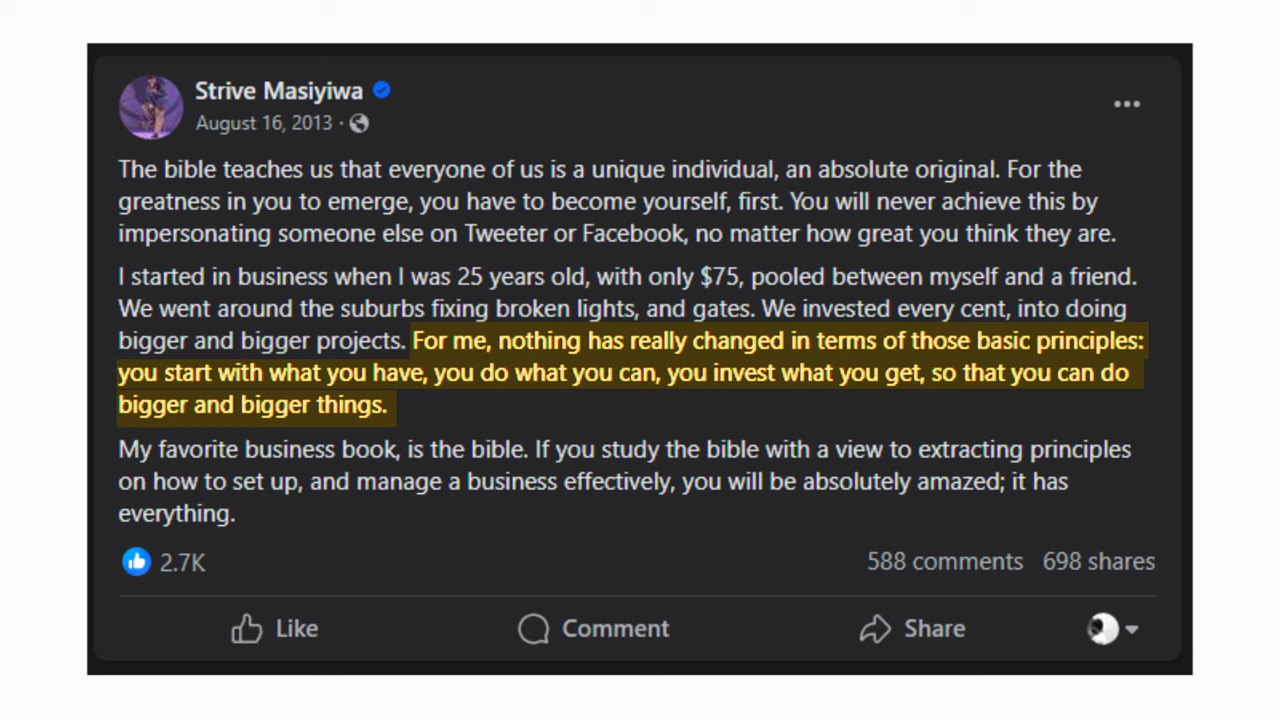 Strive Masiyiwa
August 16, 2013 ·
The bible teaches us that everyone of us is a unique individual, an absolute original. For the
greatness in you to emerge, you have to become yourself, first. You will never achieve this by
impersonating someone else on Tweeter or Facebook, no matter how great you think they are.
I started in business when I was 25 years old, with only $75, pooled between myself and a friend.
We went around the suburbs fixing broken lights, and gates. We invested every cent, into doing
bigger and bigger projects. For me, nothing has really changed in terms of those basic principles:
you start with what you have, you do what you can, you invest what you get, so that you can do
bigger and bigger things.
My favorite business book, is the bible. If you study the bible with a view to extracting principles
on how to set up, and manage a business effectively, you will be absolutely amazed; it has
everything.
2.7K 588 comments 698 shares
Like Comment Share